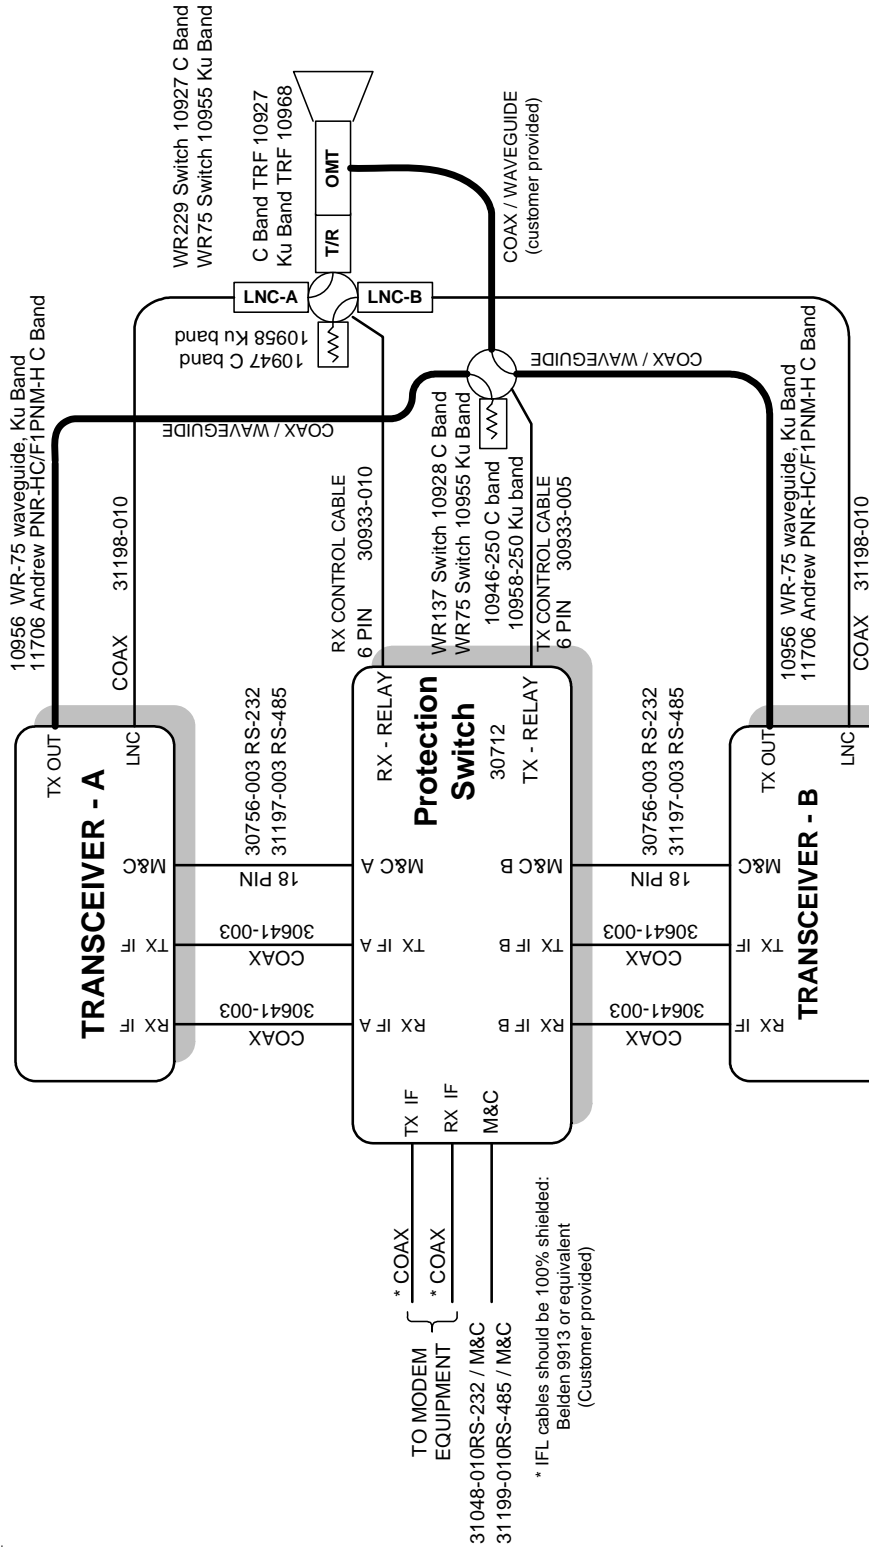 10956  WR-75 waveguide, Ku Band
11706 Andrew PNR-HC/F1PNM-H C Band
COAX 31198-010
TX OUT
LNC
TRANSCEIVER - A
M&C
TX IF
RX IF
WR229 Switch 10927 C Band
WR75 Switch 10955 Ku Band
C Band TRF 10927
Ku Band TRF 10968
LNC-A
T/R
OMT
LNC-B
10947 C band
10958 Ku band
COAX / WAVEGUIDE
COAX / WAVEGUIDE
(customer provided)
COAX / WAVEGUIDE
30756-003 RS-232
31197-003 RS-485
18 PIN
30641-003
COAX
30641-003
COAX
RX CONTROL CABLE
6 PIN 30933-010
WR137 Switch 10928 C Band
WR75 Switch 10955 Ku Band
10946-250 C band
10958-250 Ku band
TX CONTROL CABLE
6 PIN 30933-005
RX - RELAY
Protection
Switch
30712
TX - RELAY
M&C A
TX IF A
RX IF A
M&C B
TX IF B
RX IF B
TX IF
RX IF
M&C
* COAX
* COAX
TO MODEM
EQUIPMENT
31048-010RS-232 / M&C
31199-010RS-485 / M&C
* IFL cables should be 100% shielded:
Belden 9913 or equivalent
(Customer provided)
30756-003 RS-232
31197-003 RS-485
18 PIN
30641-003
COAX
30641-003
COAX
10956  WR-75 waveguide, Ku Band
11706 Andrew PNR-HC/F1PNM-H C Band
COAX 31198-010
TX OUT
LNC
TRANSCEIVER - B
M&C
TX IF
RX IF